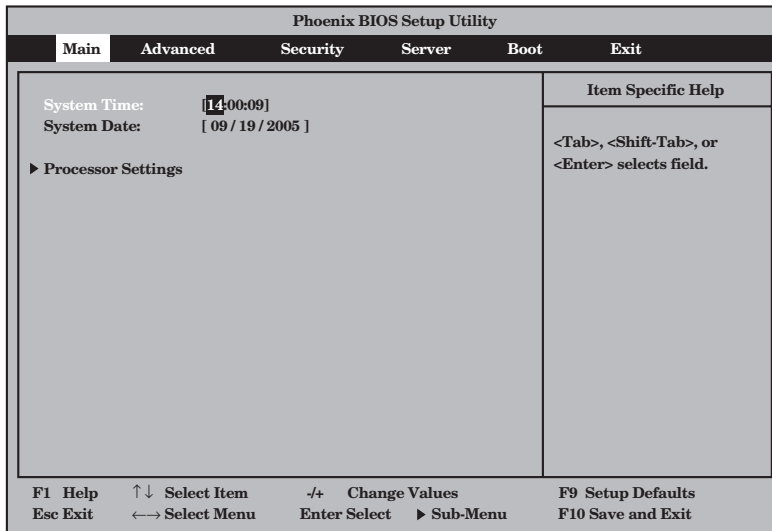 Phoenix BIOS Setup Utility
Main Advanced Security Server Boot Exit
System Time: [14:00:09]
System Date: [ 09 / 19 / 2005 ]
▶ Processor Settings
Item Specific Help
<Tab>, <Shift-Tab>, or
<Enter> selects field.
F1 Help ↑↓ Select Item -/+ Change Values F9 Setup Defaults
Esc Exit ←→ Select Menu Enter Select ▶ Sub-Menu F10 Save and Exit